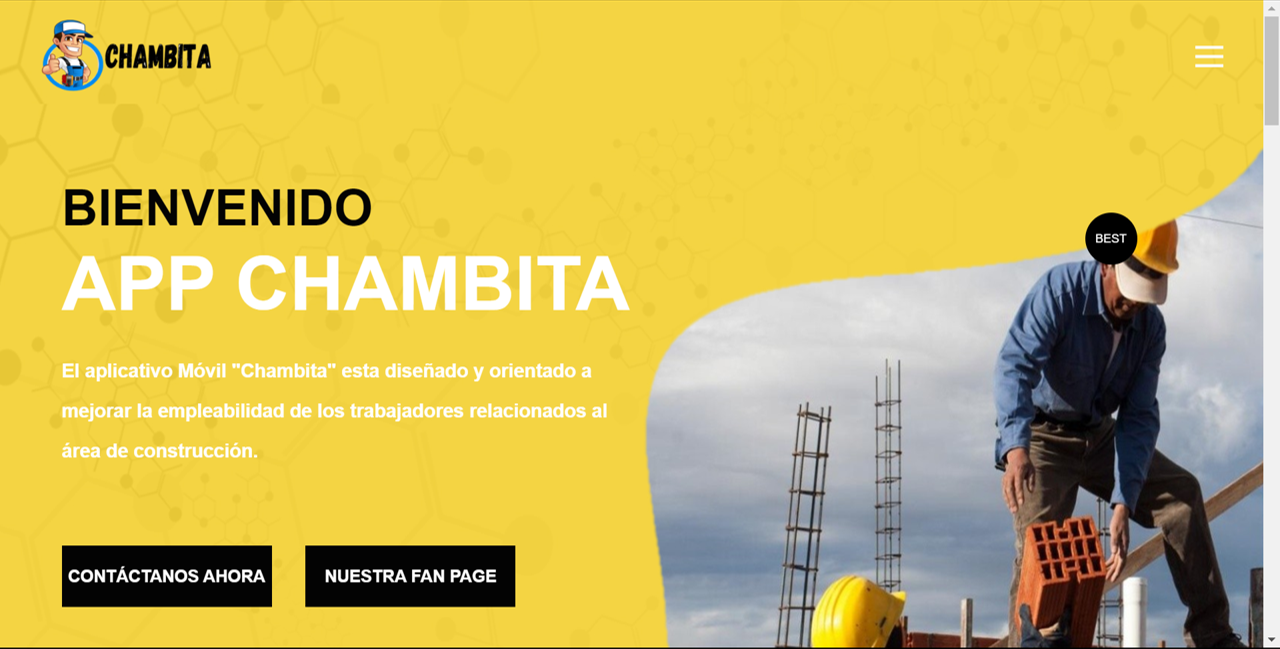 CHAMBITA
BIENVENIDO
APP CHAMBITA
BEST
El aplicativo Móvil "Chambita" esta diseñado y orientado a
mejorar la empleabilidad de los trabajadores relacionados al
área de construcción.
CONTÁCTANOS AHORA
NUESTRA FAN PAGE